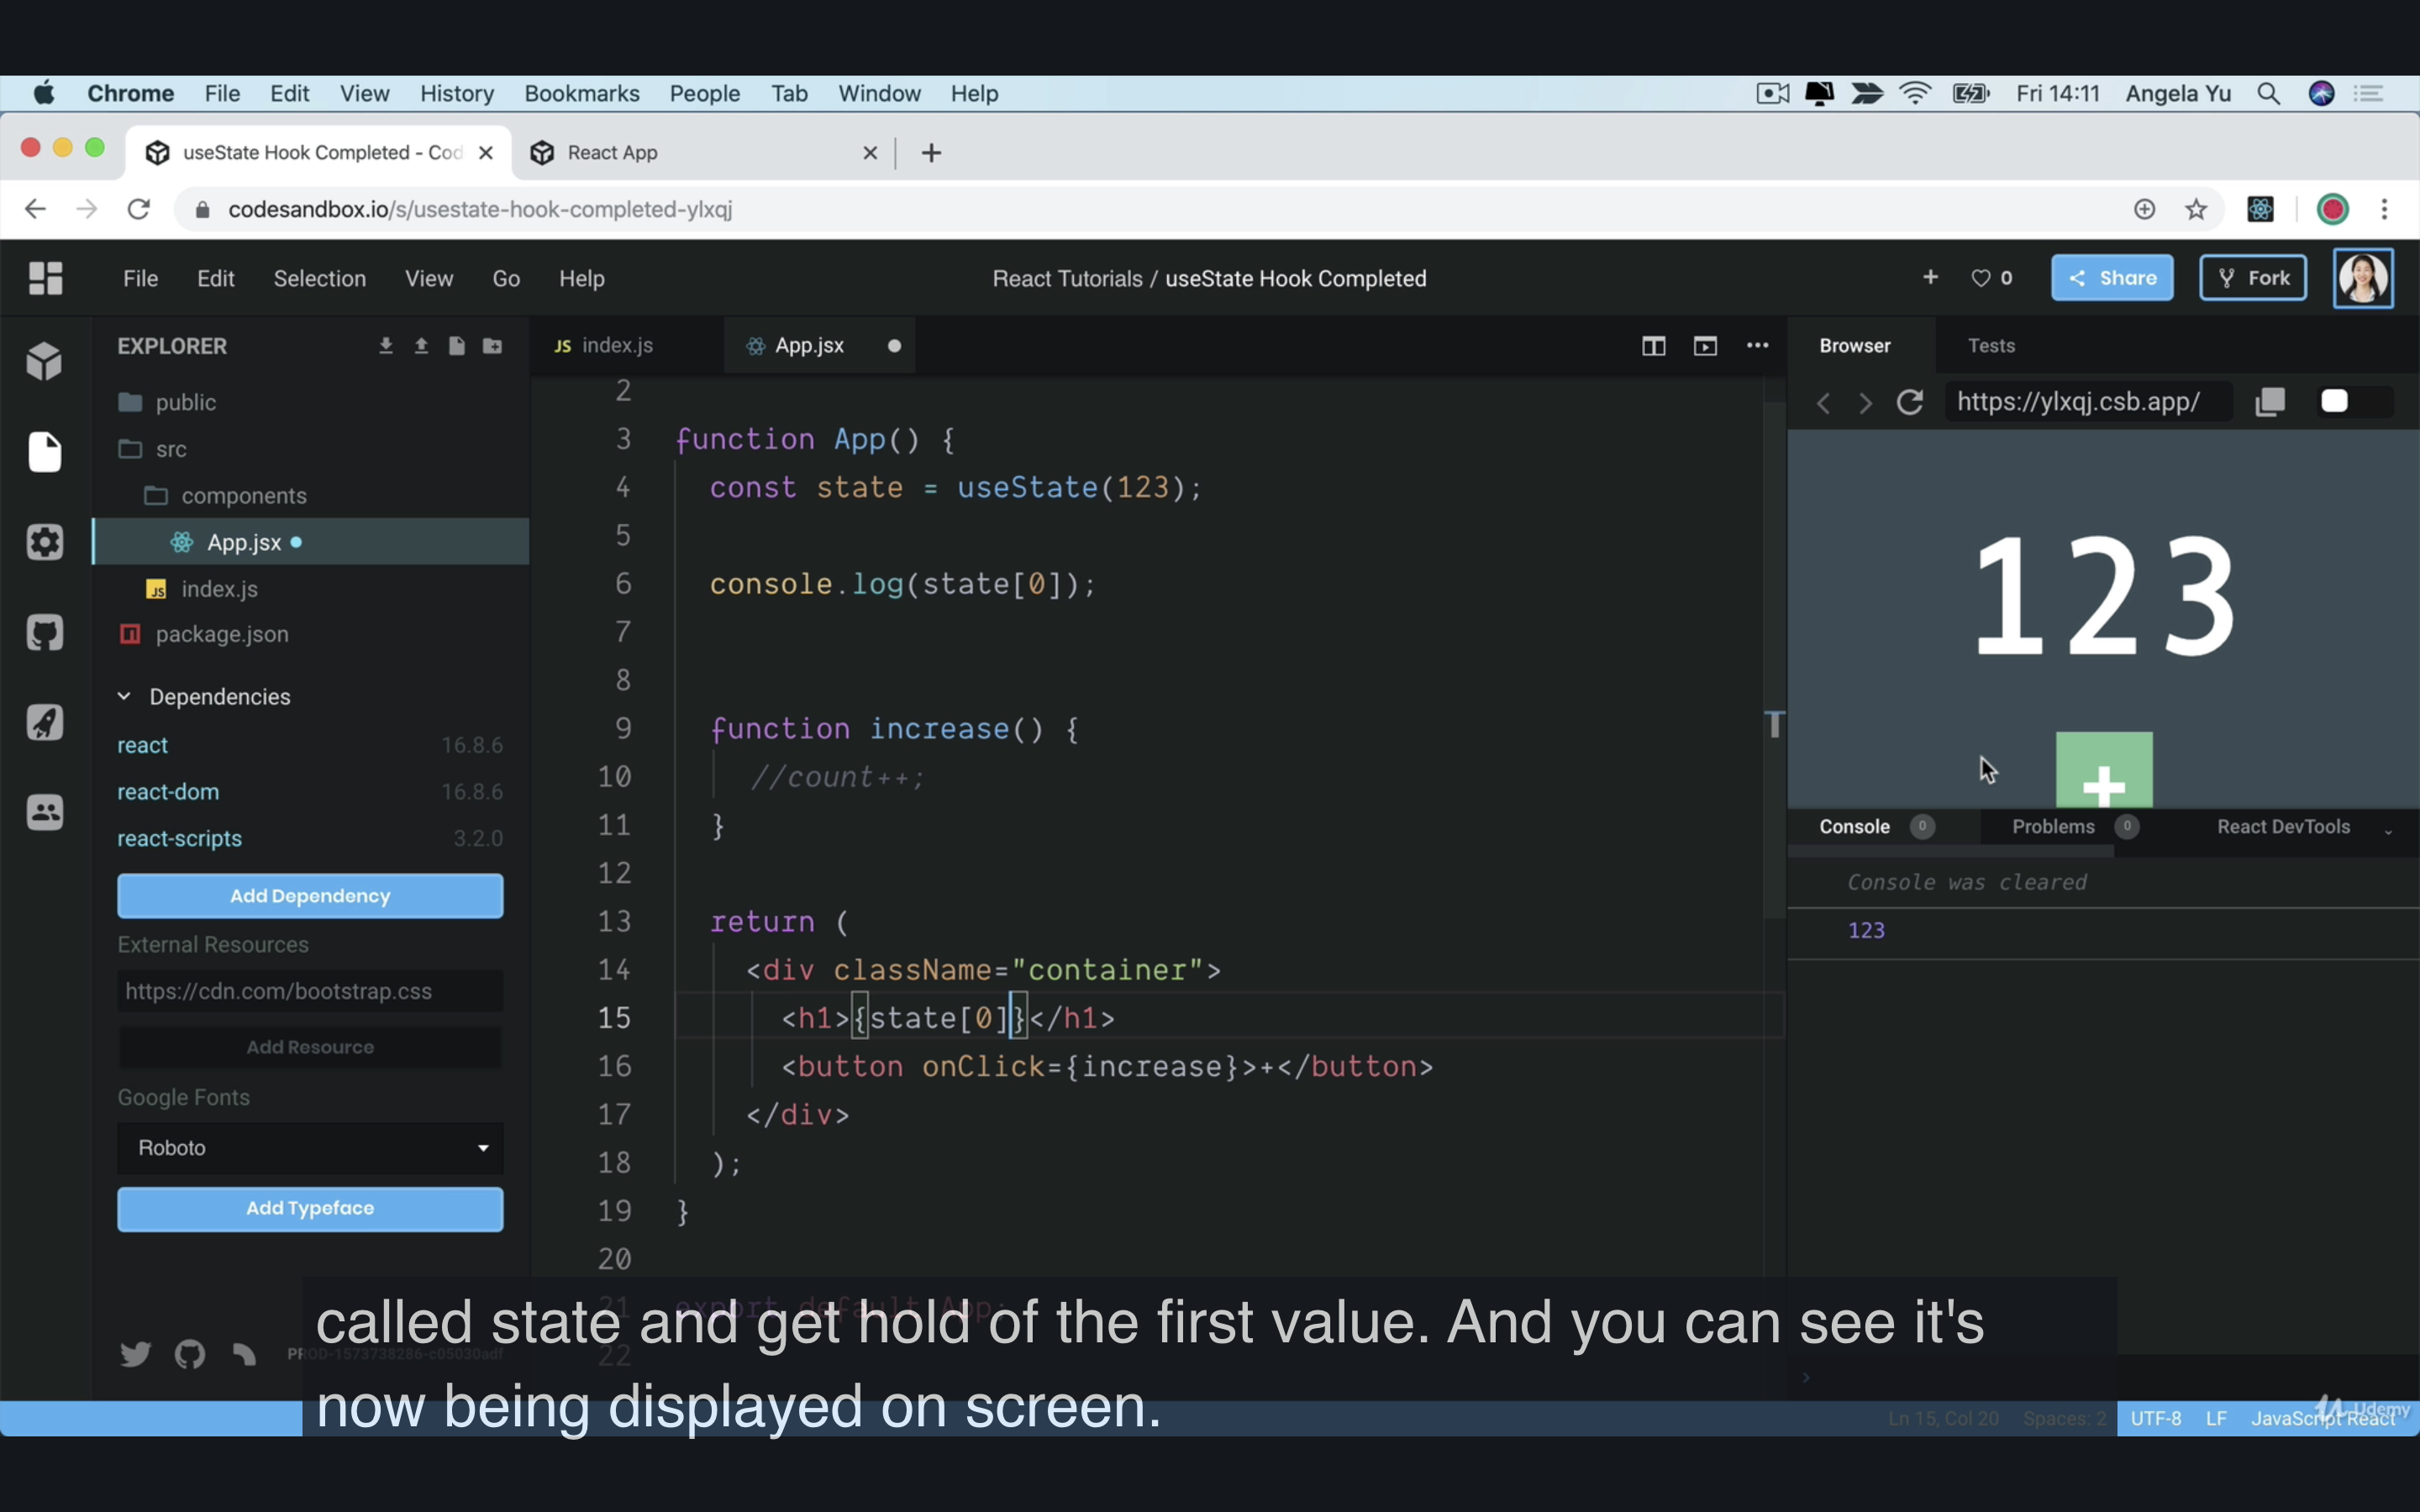 Chrome File Edit View History Bookmarks People Tab Window Help Fri 14:11 Angela Yu
useState Hook Completed - Cod React App
codesandbox.io/s/usestate-hook-completed-ylxqj
File Edit Selection View Go Help React Tutorials / useState Hook Completed + 0 Share Fork
EXPLORER
public
src
components
App.jsx
index.js
package.json
Dependencies
react 16.8.6
react-dom 16.8.6
react-scripts 3.2.0
Add Dependency
External Resources
https://cdn.com/bootstrap.css
Add Resource
Google Fonts
Roboto
Add Typeface
PROD-1573738286-c05030adf
JS index.js App.jsx
2
3 function App() {
4 const state = useState(123);
5
6 console.log(state[0]);
7
8
9 function increase() {
10 //count++;
11 }
12
13 return (
14 <div className="container">
15 <h1>{state[0]}</h1>
16 <button onClick={increase}>+</button>
17 </div>
18 );
19 }
20
21 export default App;
22
Browser Tests
https://ylxqj.csb.app/
123
+
Console 0 Problems 0 React DevTools
Console was cleared
123
called state and get hold of the first value. And you can see it's
now being displayed on screen.
Ln 15, Col 20 Spaces: 2 UTF-8 LF JavaScript React
Udemy